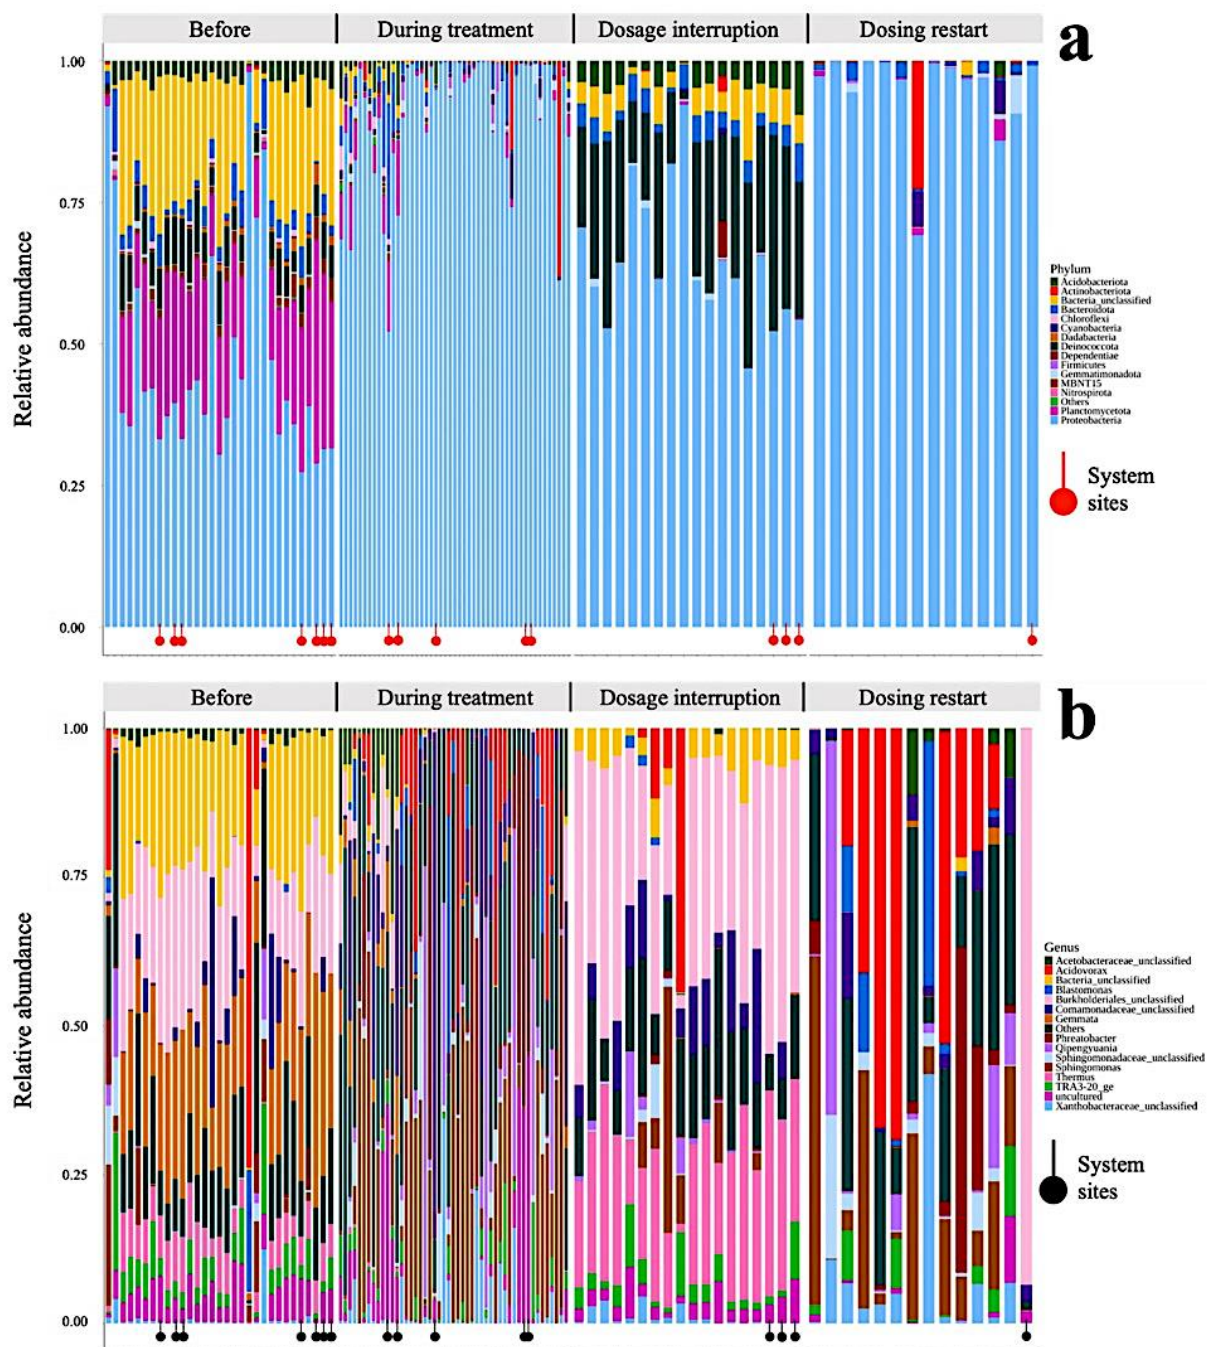 Before During treatment Dosage interruption Dosing restart
a
1.00
0.75
0.50
0.25
0.00
Relative abundance
Phylum
Acidobacteriota
Actinobacteriota
Bacteria_unclassified
Bacteroidota
Chloroflexi
Cyanobacteria
Dadabacteria
Deinococcota
Dependentiae
Firmicutes
Gemmatimonadota
MBNT15
Nitrospirota
Others
Planctomycetota
Proteobacteria
System
sites
Before During treatment Dosage interruption Dosing restart
b
1.00
0.75
0.50
0.25
0.00
Relative abundance
Genus
Acetobacteraceae_unclassified
Acidovorax
Bacteria_unclassified
Blastomonas
Burkholderiales_unclassified
Comamonadaceae_unclassified
Gemmata
Others
Phreatobacter
Qipengyuania
Sphingomonadaceae_unclassified
Sphingomonas
Thermus
TRA3-20_ge
uncultured
Xanthobacteraceae_unclassified
System
sites